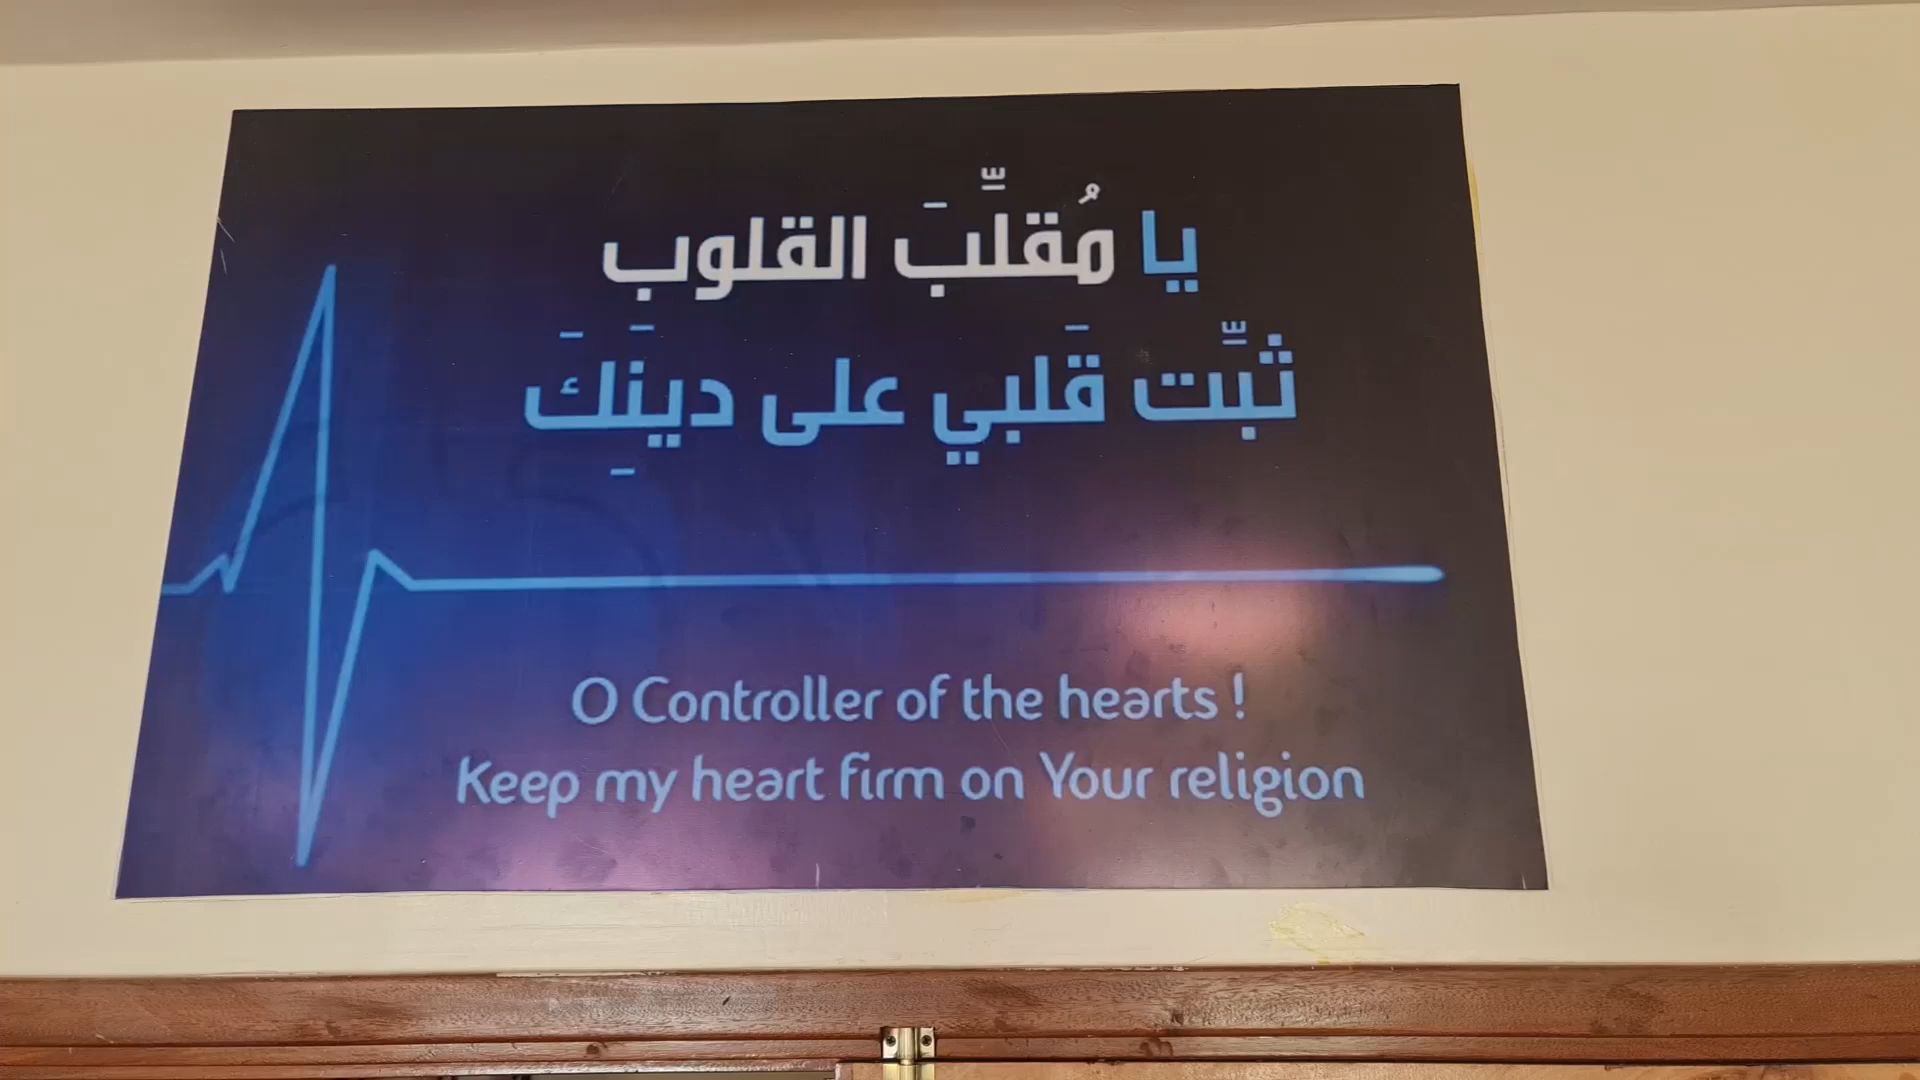 يا مُقلِّبَ القلوب
ثبِّت قَلبي على دينَِكَ
O Controller of the hearts !
Keep my heart firm on Your religion